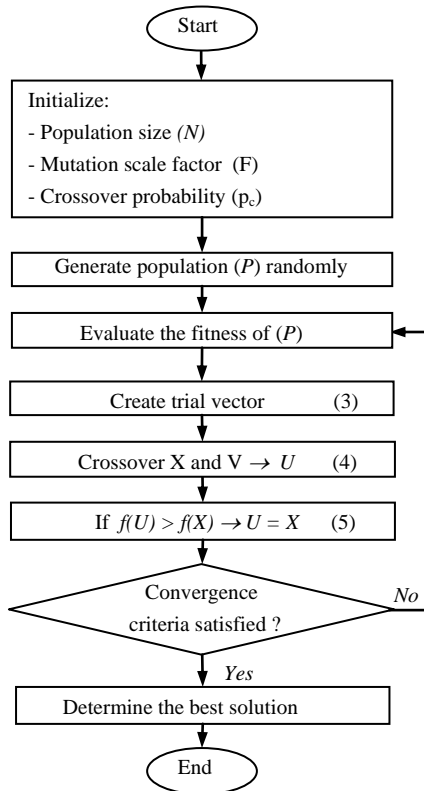 Start
Initialize:
- Population size (N)
- Mutation scale factor (F)
- Crossover probability (pc)
Generate population (P) randomly
Evaluate the fitness of (P)
Create trial vector (3)
Crossover X and V → U (4)
If f(U) > f(X) → U = X (5)
Convergence
criteria satisfied ?
No
Yes
Determine the best solution
End